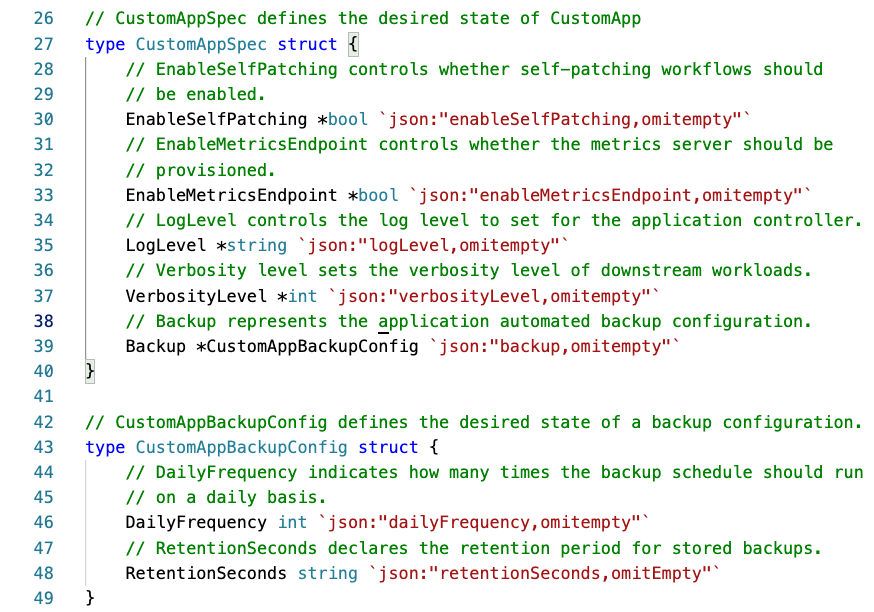 26 // CustomAppSpec defines the desired state of CustomApp
27 type CustomAppSpec struct {
28     // EnableSelfPatching controls whether self-patching workflows should
29     // be enabled.
30     EnableSelfPatching *bool `json:"enableSelfPatching,omitempty"`
31     // EnableMetricsEndpoint controls whether the metrics server should be
32     // provisioned.
33     EnableMetricsEndpoint *bool `json:"enableMetricsEndpoint,omitempty"`
34     // LogLevel controls the log level to set for the application controller.
35     LogLevel *string `json:"logLevel,omitempty"`
36     // Verbosity level sets the verbosity level of downstream workloads.
37     VerbosityLevel *int `json:"verbosityLevel,omitempty"`
38     // Backup represents the application automated backup configuration.
39     Backup *CustomAppBackupConfig `json:"backup,omitempty"`
40 }
41
42 // CustomAppBackupConfig defines the desired state of a backup configuration.
43 type CustomAppBackupConfig struct {
44     // DailyFrequency indicates how many times the backup schedule should run
45     // on a daily basis.
46     DailyFrequency int `json:"dailyFrequency,omitempty"`
47     // RetentionSeconds declares the retention period for stored backups.
48     RetentionSeconds string `json:"retentionSeconds,omitEmpty"`
49 }